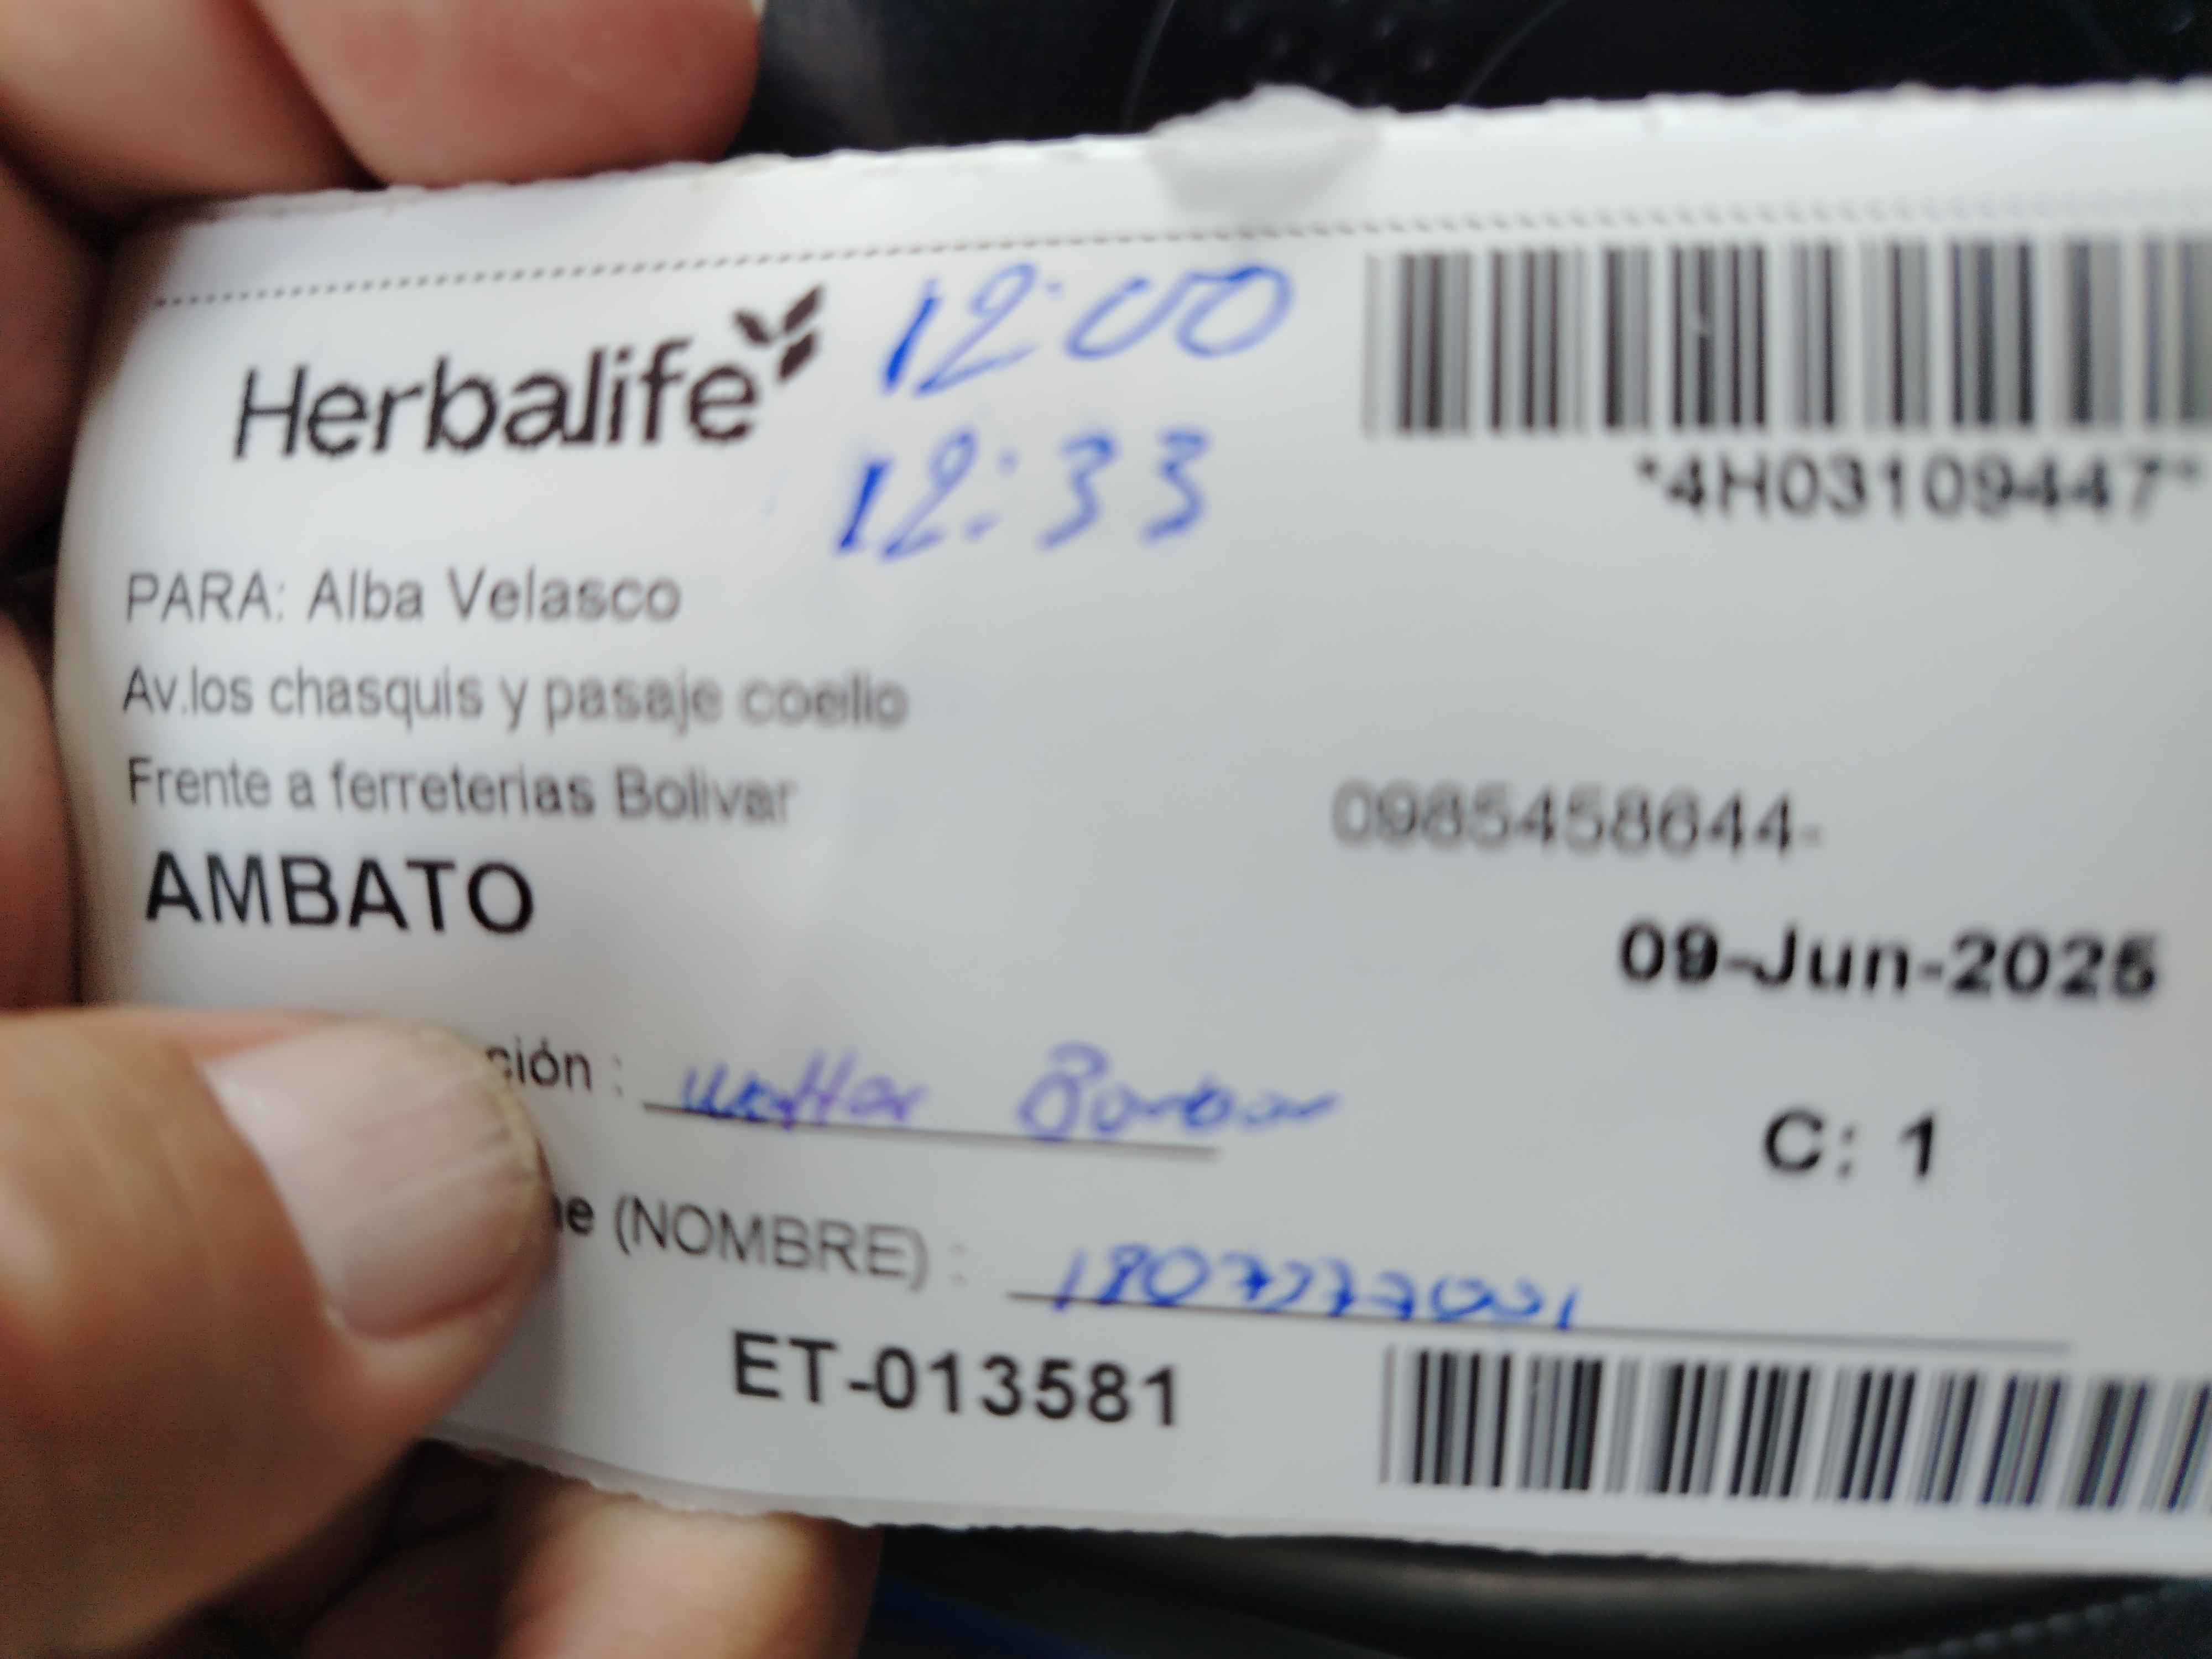 Herbalife
12:00
12:33
*4H03109447*
PARA: Alba Velasco
Av.los chasquis y pasaje coello
Frente a ferreterias Bolivar
0985458644-
AMBATO
09-Jun-2025
ción :
C: 1
(NOMBRE) :
ET-013581